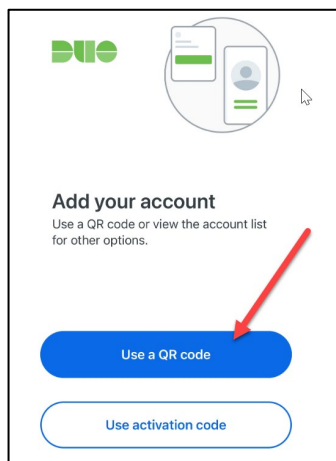 DUO
Add your account
Use a QR code or view the account list
for other options.
Use a QR code
Use activation code